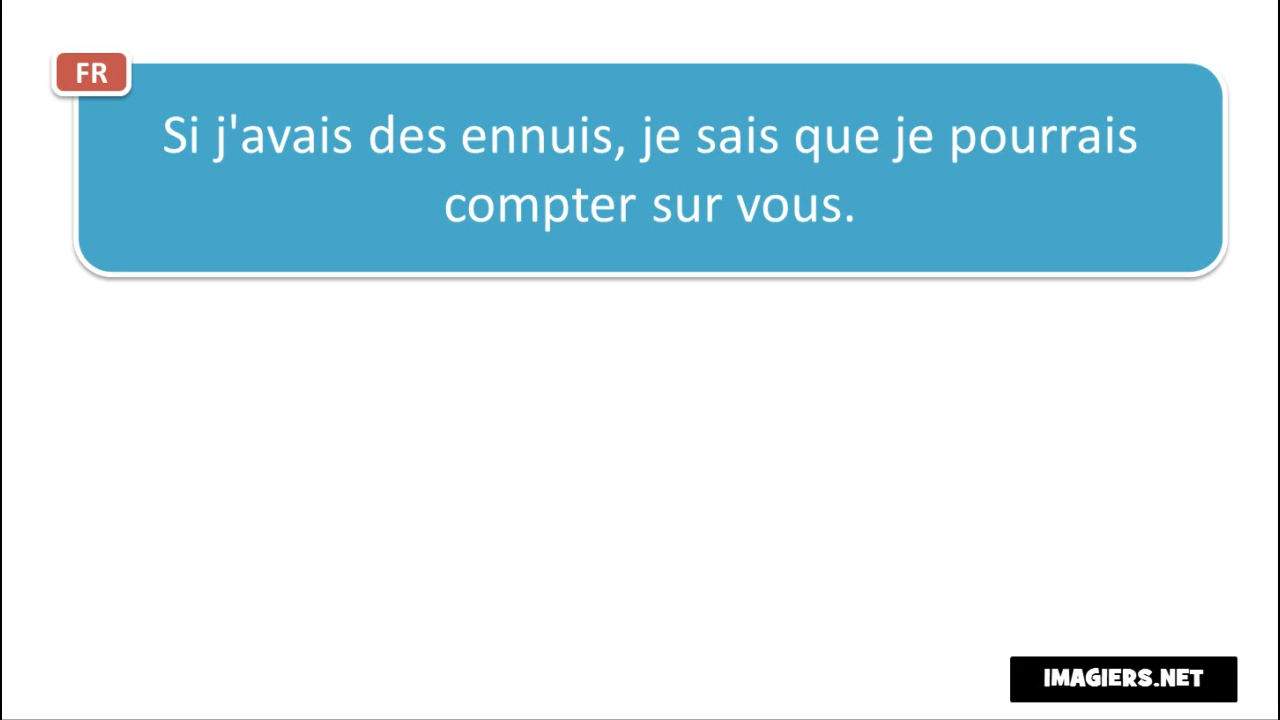 FR
Si j'avais des ennuis, je sais que je pourrais
compter sur vous.
IMAGIERS.NET